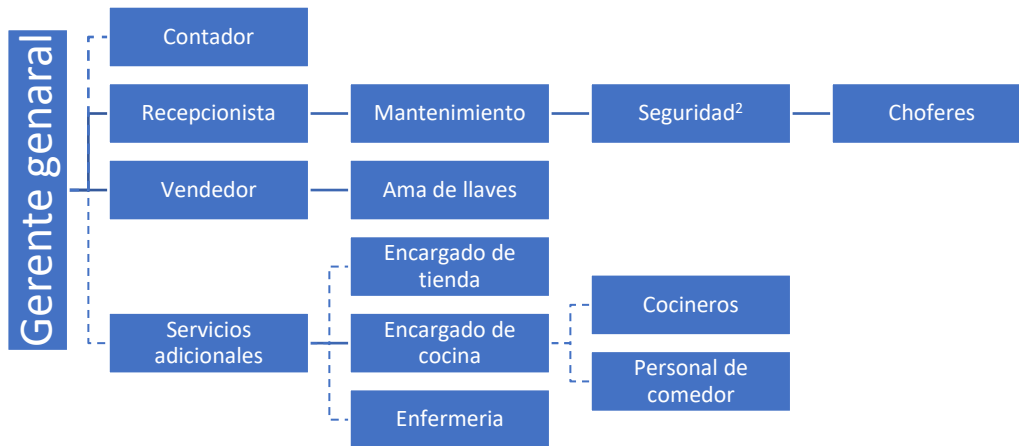 Gerente genaral
Contador
Recepcionista
Mantenimiento
Seguridad²
Choferes
Vendedor
Ama de llaves
Servicios
adicionales
Encargado de
tienda
Encargado de
cocina
Cocineros
Personal de
comedor
Enfermeria